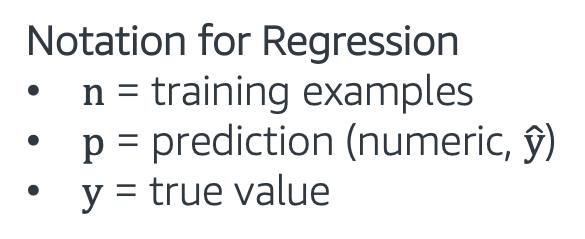 Notation for Regression
• n = training examples
• p = prediction (numeric, ŷ)
• y = true value